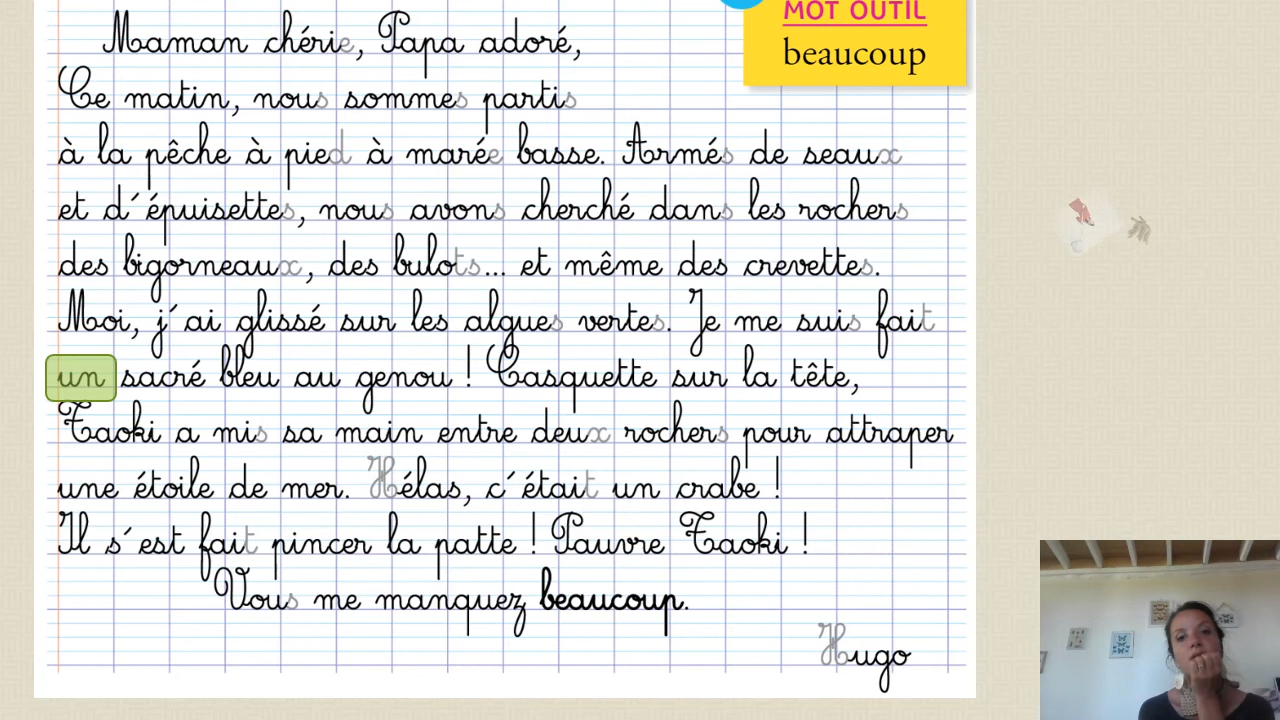 MOT OUTIL
beaucoup
Maman chérie, Papa adoré,
Ce matin, nous sommes partis
à la pêche à pied à marée basse. Armés de seaux
et d'épuisettes, nous avons cherché dans les rochers
des bigorneaux, des bulots... et même des crevettes.
Moi, j'ai glissé sur les algues vertes. Je me suis fait
un sacré bleu au genou ! Casquette sur la tête,
Taoki a mis sa main entre deux rochers pour attraper
une étoile de mer. Hélas, c'était un crabe !
Il s'est fait pincer la patte ! Pauvre Taoki !
Vous me manquez beaucoup.
Hugo